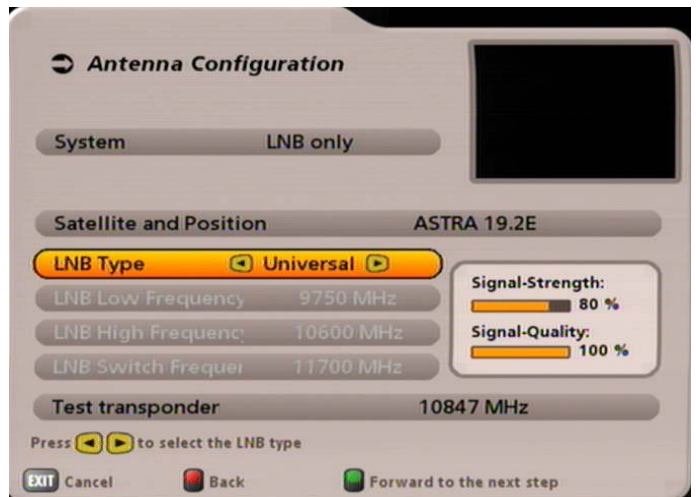 Antenna Configuration
System LNB only
Satellite and Position ASTRA 19.2E
LNB Type Universal
LNB Low Frequency 9750 MHz
Signal-Strength:
80 %
LNB High Frequenc 10600 MHz
Signal-Quality:
100 %
LNB Switch Frequer 11700 MHz
Test transponder 10847 MHz
Press to select the LNB type
EXIT Cancel Back Forward to the next step